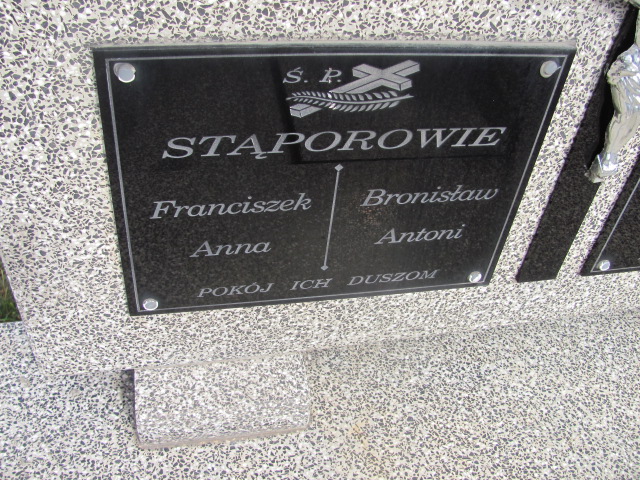 Ś. P.
STĄPOROWIE
Franciszek
Anna
Bronisław
Antoni
POKÓJ ICH DUSZOM